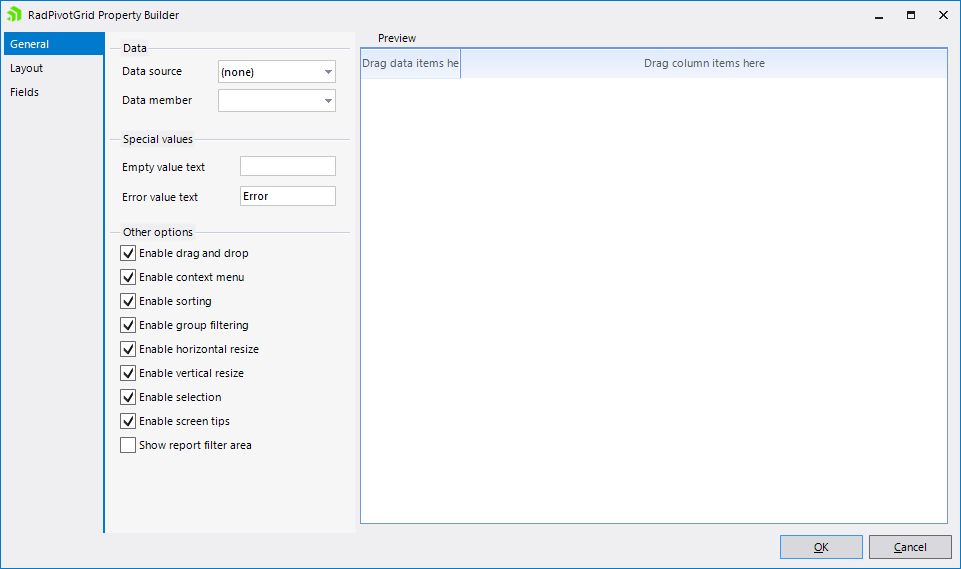 RadPivotGrid Property Builder
General
Layout
Fields
Data
Data source
(none)
Data member
Special values
Empty value text
Error value text
Error
Other options
Enable drag and drop
Enable context menu
Enable sorting
Enable group filtering
Enable horizontal resize
Enable vertical resize
Enable selection
Enable screen tips
Show report filter area
Preview
Drag data items he
Drag column items here
OK
Cancel